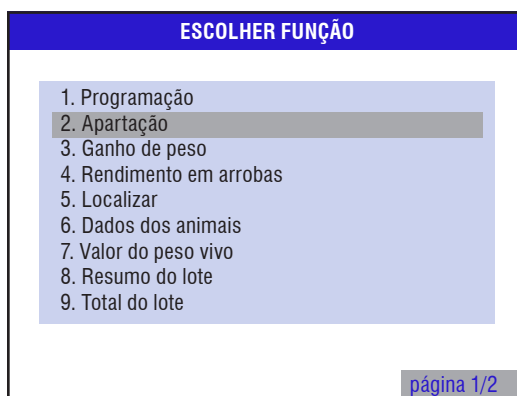 ESCOLHER FUNÇÃO
1. Programação
2. Apartação
3. Ganho de peso
4. Rendimento em arrobas
5. Localizar
6. Dados dos animais
7. Valor do peso vivo
8. Resumo do lote
9. Total do lote
página 1/2